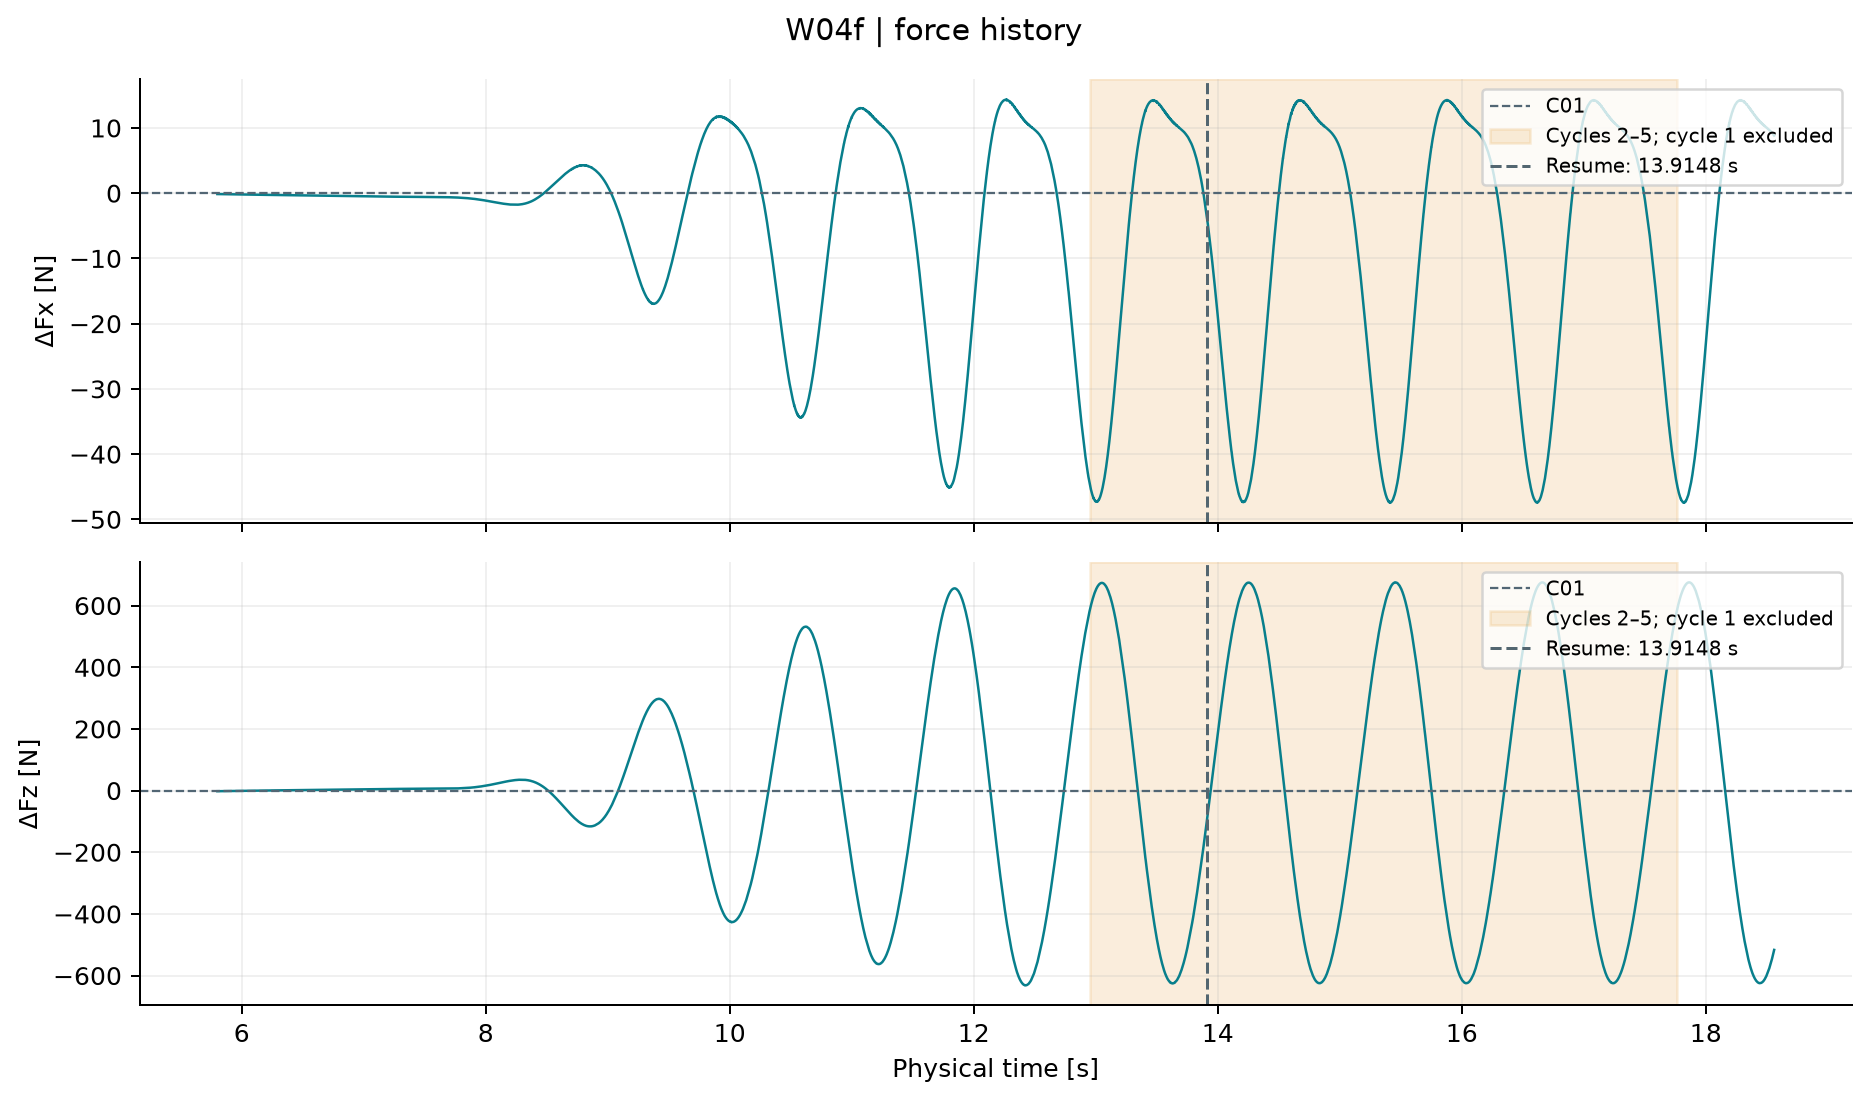 W04f | force history
10
0
−10
−20
−30
−40
−50
ΔFx [N]
C01
Cycles 2–5; cycle 1 excluded
Resume: 13.9148 s
600
400
200
0
−200
−400
−600
ΔFz [N]
C01
Cycles 2–5; cycle 1 excluded
Resume: 13.9148 s
6 8 10 12 14 16 18
Physical time [s]